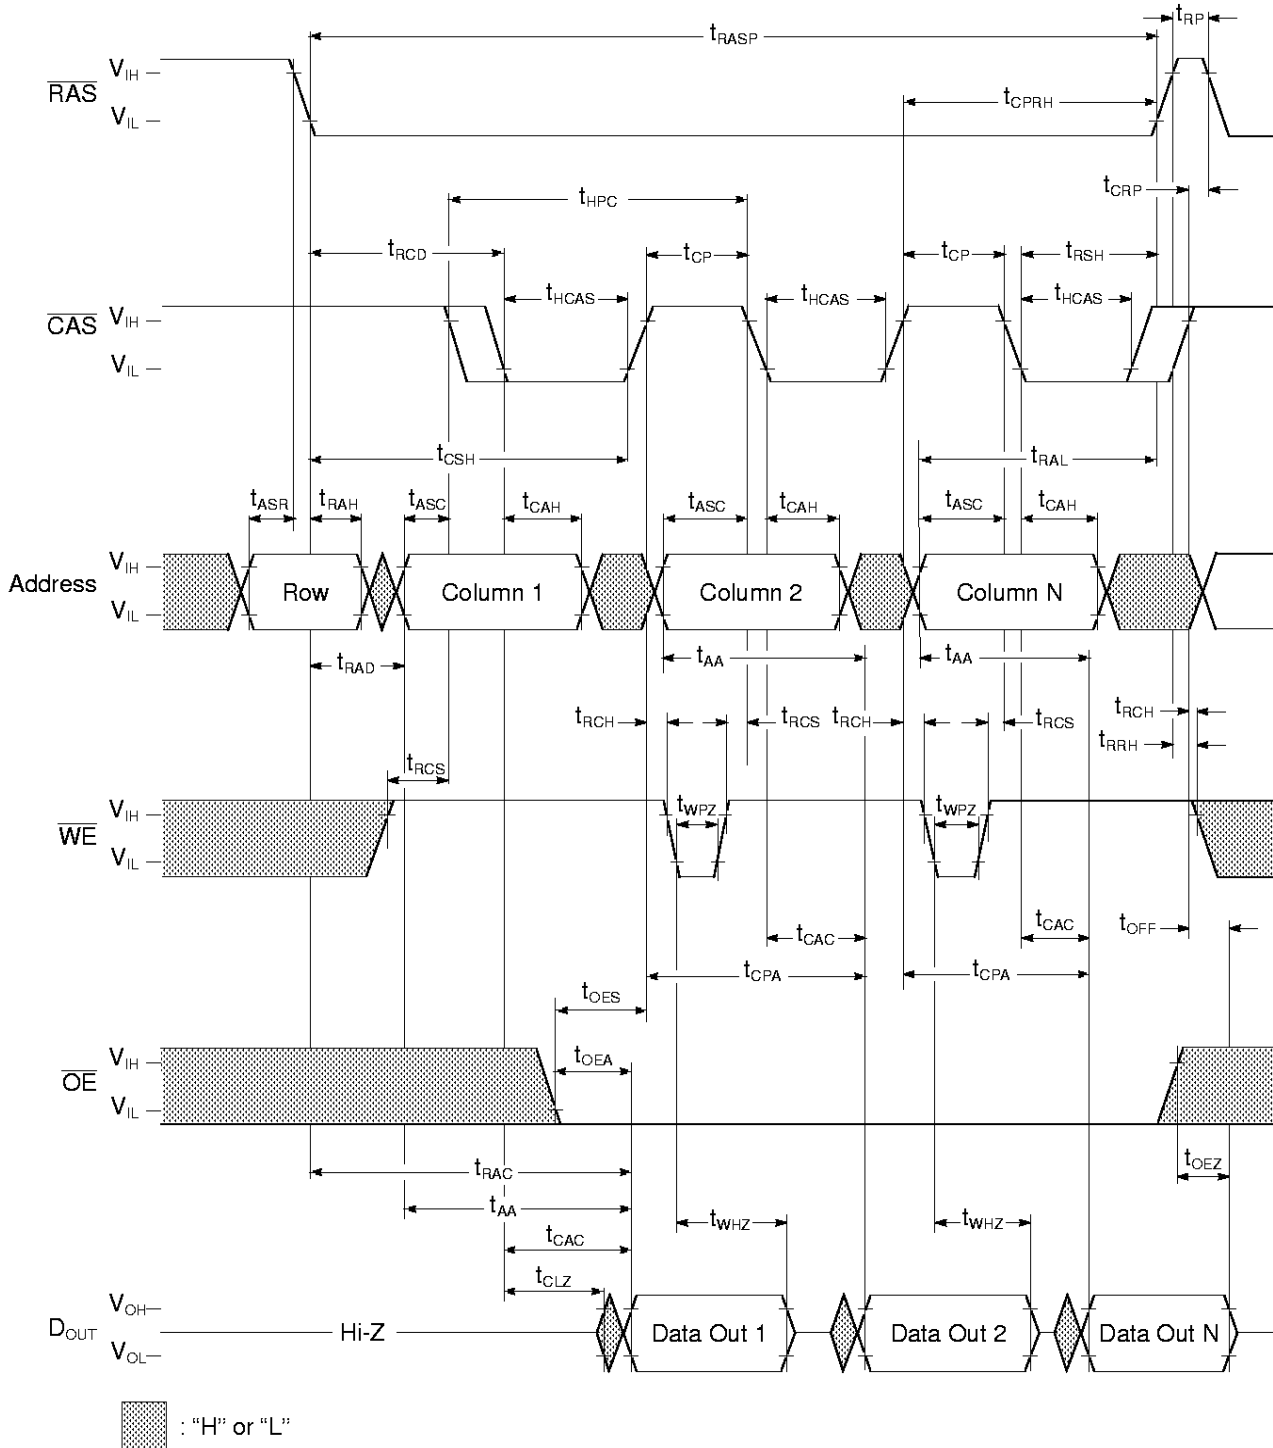 tRP
tRASP
RAS VIH
VIL
tCPRH
tCRP
tHPC
tRCD tCP tCP tRSH
tHCAS tHCAS tHCAS
CAS VIH
VIL
tCSH tRAL
tASR tRAH tASC tCAH tASC tCAH tASC tCAH
Address VIH
VIL
Row Column 1 Column 2 Column N
tRAD tAA tAA
tRCH tRCS tRCH tRCS tRCH
tRRH
tRCS
WE VIH
VIL
tWPZ tWPZ
tCAC tCAC tOFF
tCPA tCPA
tOES
tOEA
OE VIH
VIL
tRAC tOEZ
tAA
tWHZ tWHZ
tCAC
tCLZ
DOUT VOH
VOL
Hi-Z Data Out 1 Data Out 2 Data Out N
: “H” or “L”